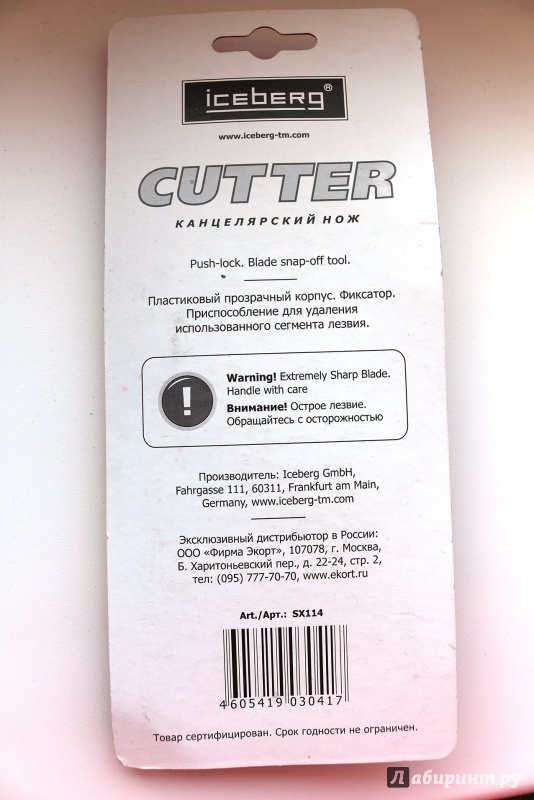 iceberg®
www.iceberg-tm.com
CUTTER
КАНЦЕЛЯРСКИЙ НОЖ
Push-lock. Blade snap-off tool.
Пластиковый прозрачный корпус. Фиксатор.
Приспособление для удаления
использованного сегмента лезвия.
Warning! Extremely Sharp Blade.
Handle with care
!
Внимание! Острое лезвие.
Обращайтесь с осторожностью
Производитель: Iceberg GmbH,
Fahrgasse 111, 60311, Frankfurt am Main,
Germany, www.iceberg-tm.com
Эксклюзивный дистрибьютор в России:
ООО «Фирма Экорт», 107078, г. Москва,
Б. Харитоньевский пер., д. 22-24, стр. 2,
тел: (095) 777-70-70, www.ekort.ru
Art./Арт.: SX114
4 605419 030417
Товар сертифицирован. Срок годности не ограничен.
Лабиринт.ру